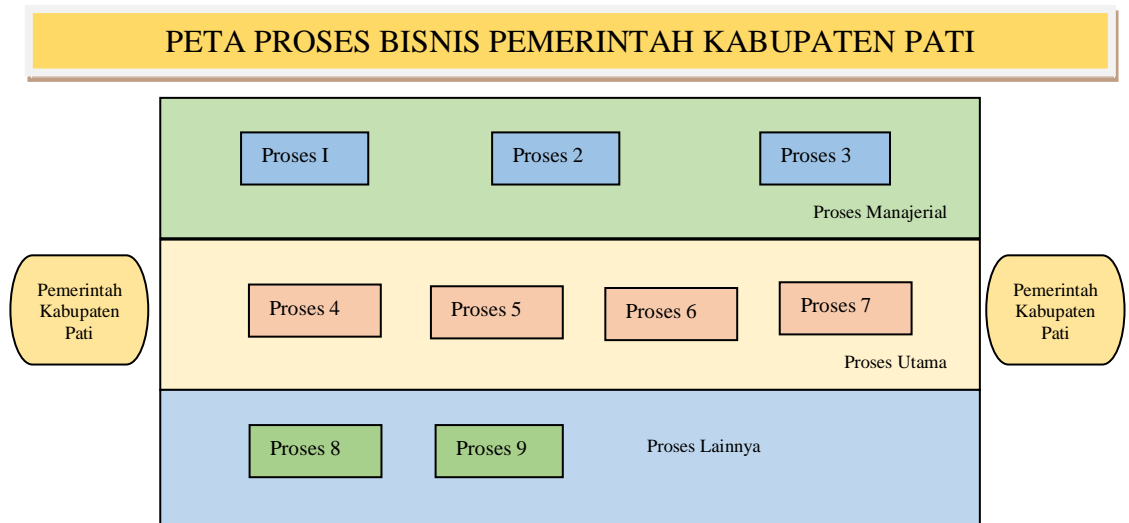 PETA PROSES BISNIS PEMERINTAH KABUPATEN PATI
Proses I
Proses 2
Proses 3
Proses Manajerial
Pemerintah
Kabupaten
Pati
Proses 4
Proses 5
Proses 6
Proses 7
Proses Utama
Pemerintah
Kabupaten
Pati
Proses 8
Proses 9
Proses Lainnya